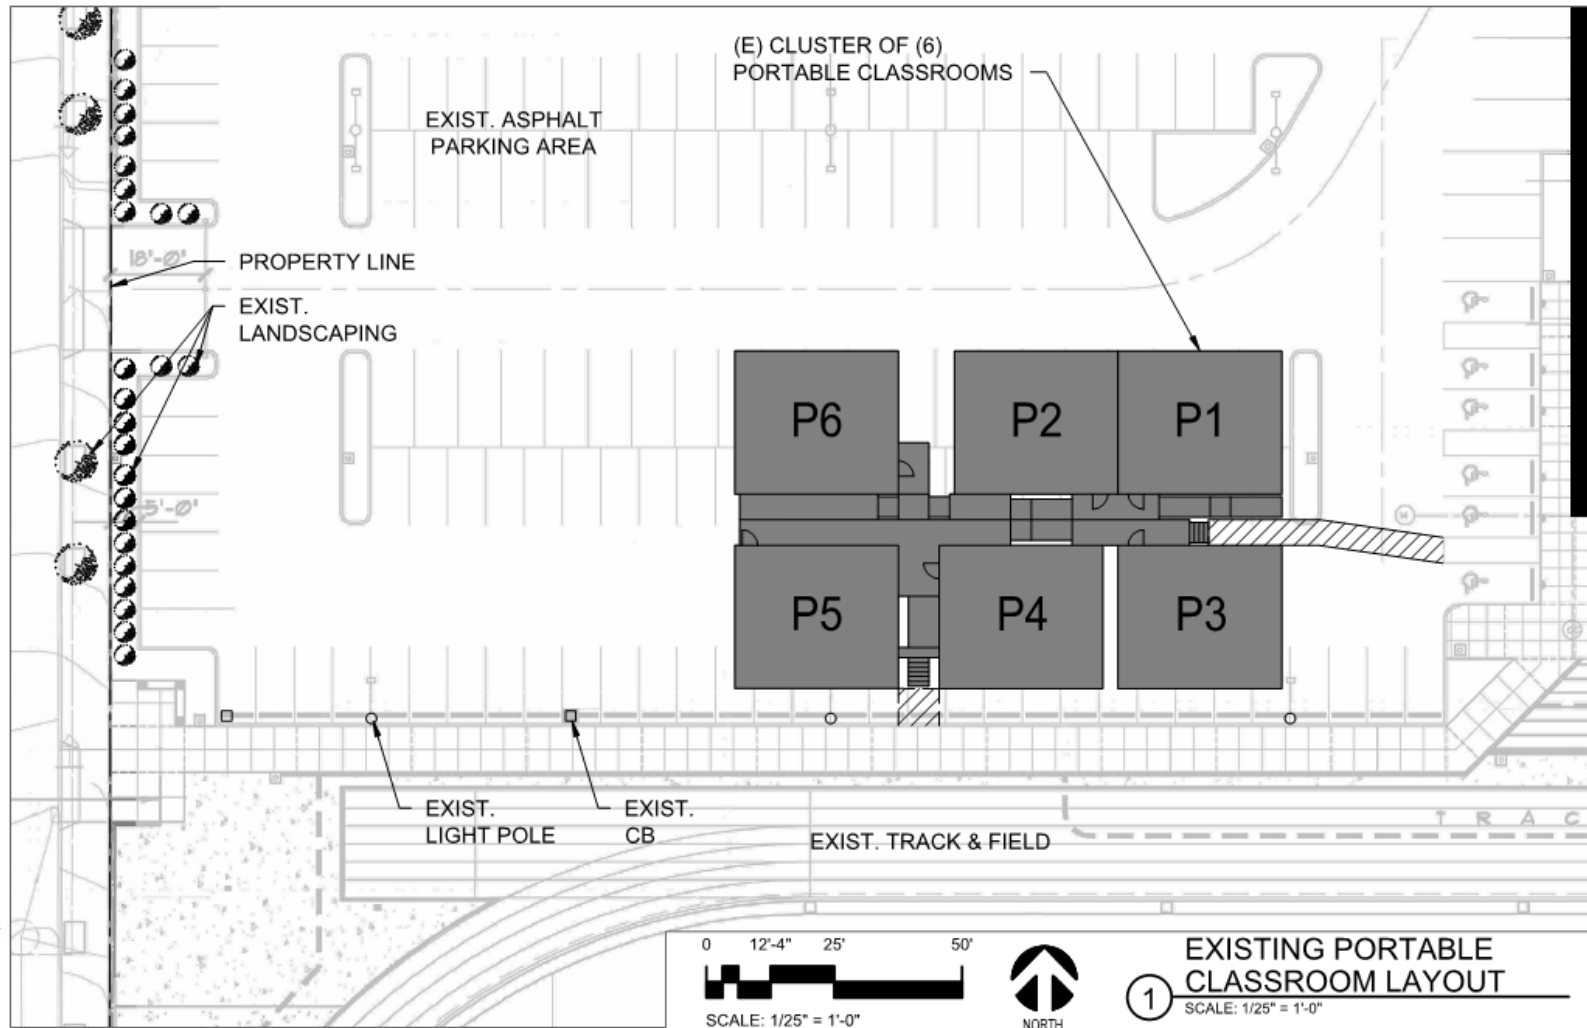 (E) CLUSTER OF (6)
PORTABLE CLASSROOMS
EXIST. ASPHALT
PARKING AREA
18'-0"
PROPERTY LINE
EXIST.
LANDSCAPING
P6
P2
P1
5'-0"
P5
P4
P3
EXIST.
LIGHT POLE
EXIST.
CB
EXIST. TRACK & FIELD
T R A C
0 12'-4" 25' 50'
SCALE: 1/25" = 1'-0"
NORTH
1
EXISTING PORTABLE
CLASSROOM LAYOUT
SCALE: 1/25" = 1'-0"